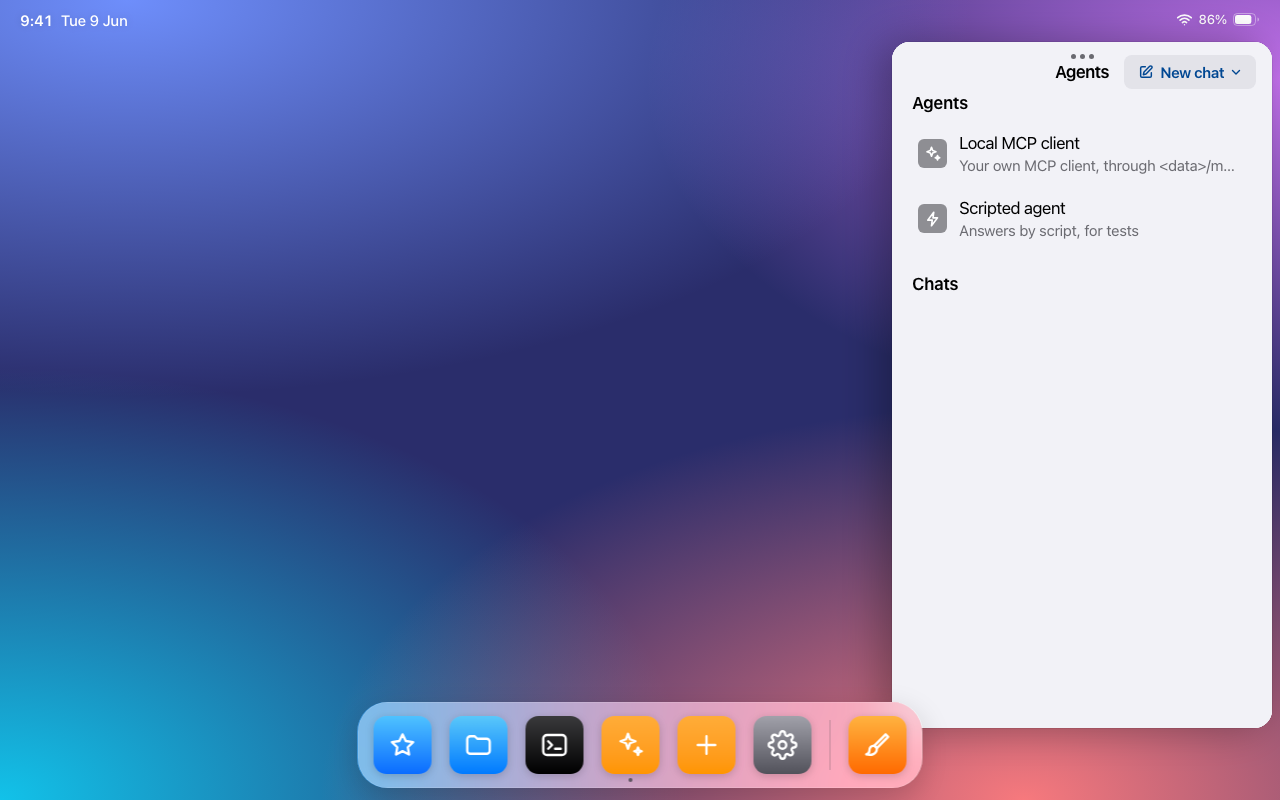 9:41 Tue 9 Jun
86%
Agents
New chat
Agents
Local MCP client
Your own MCP client, through <data>/m...
Scripted agent
Answers by script, for tests
Chats